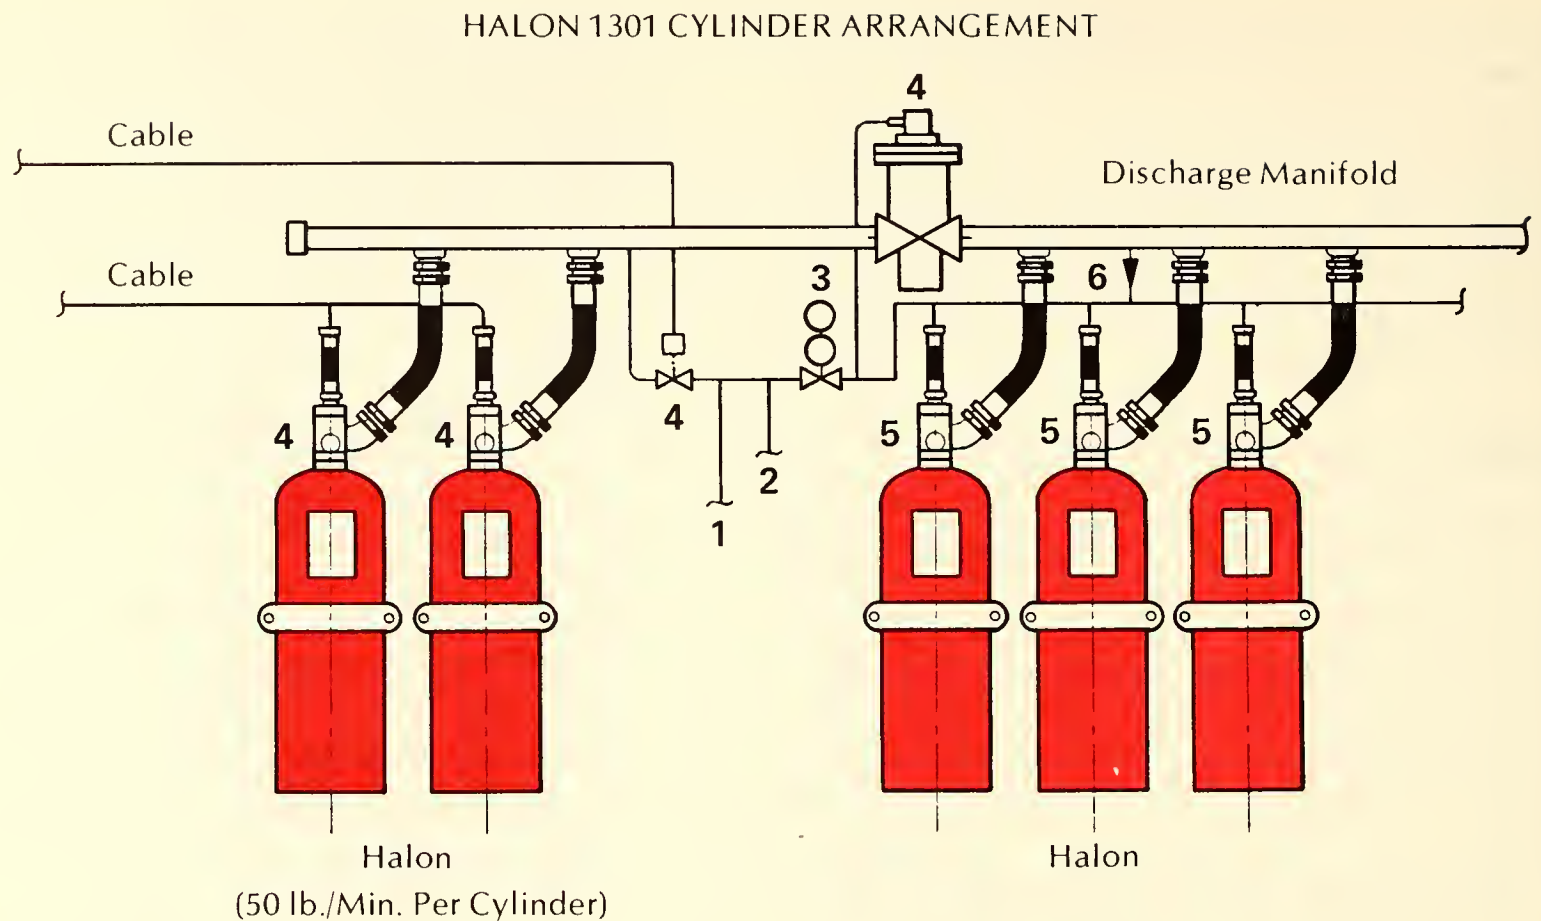 HALON 1301 CYLINDER ARRANGEMENT
4
Cable
Discharge Manifold
Cable
3
6
4
4
4
5
5
5
2
1
Halon
Halon
(50 lb./Min. Per Cylinder)